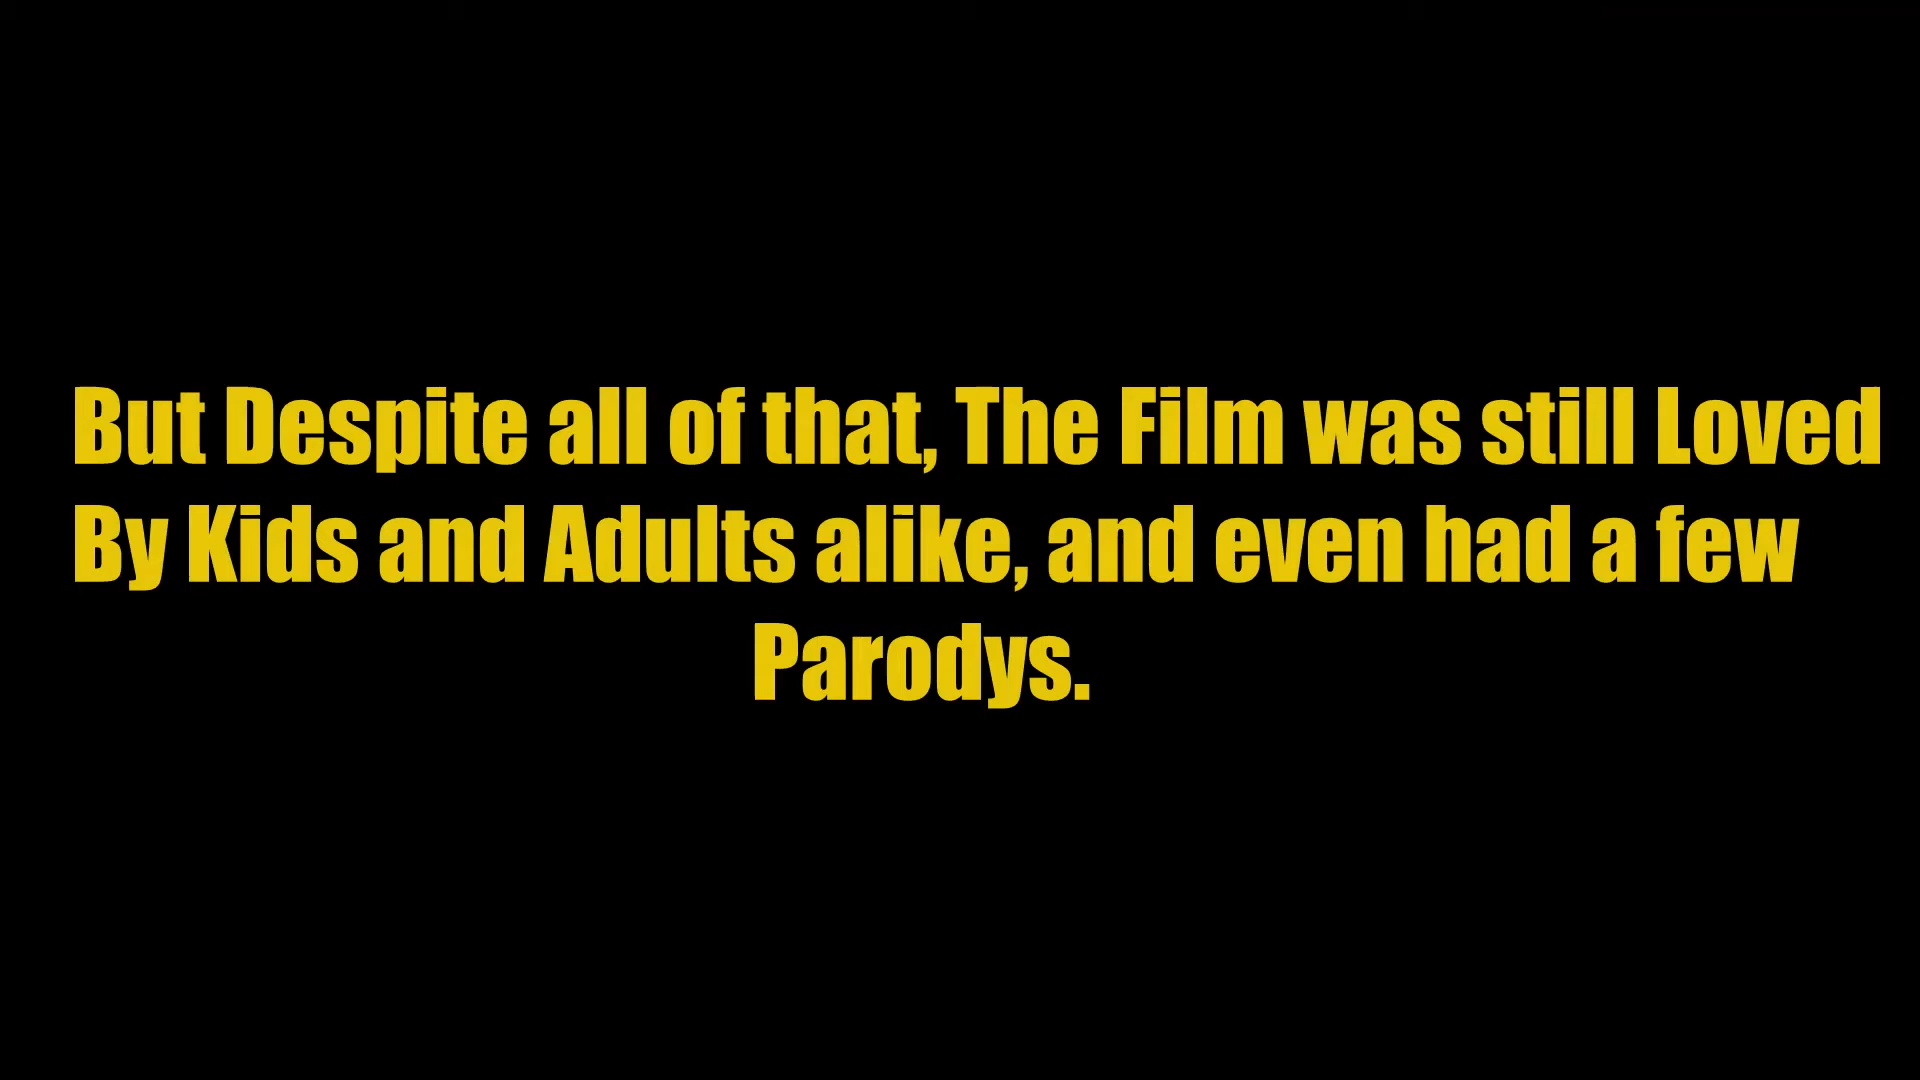 But Despite all of that, The Film was still Loved
By Kids and Adults alike, and even had a few
Parodys.